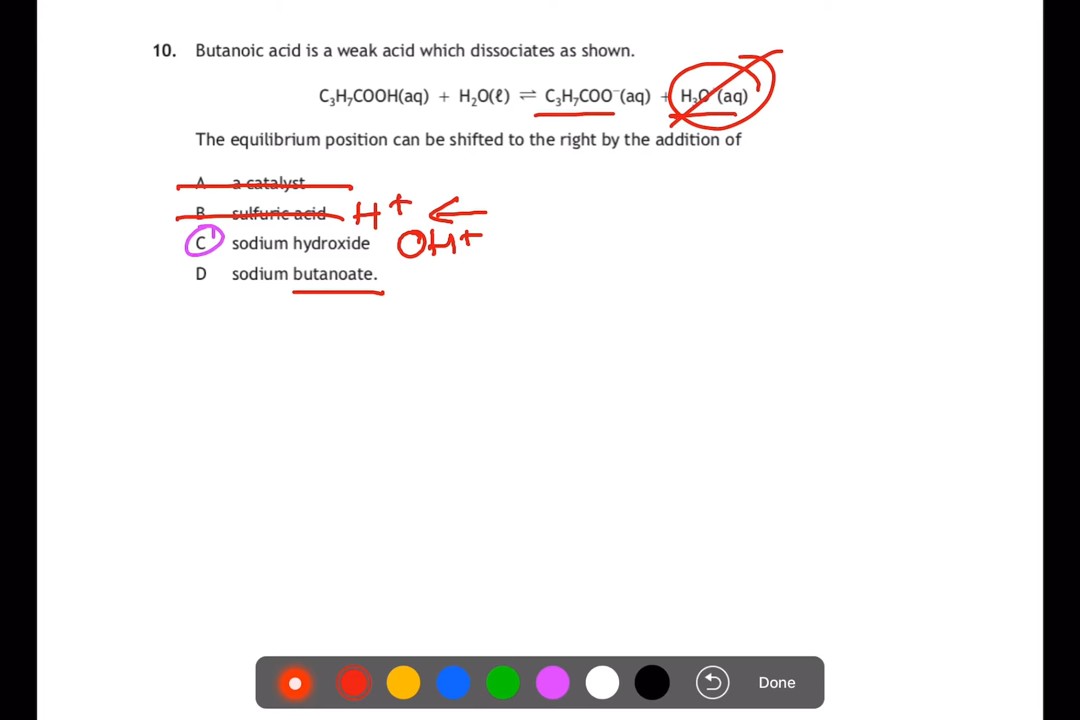 10. Butanoic acid is a weak acid which dissociates as shown.
C₃H₇COOH(aq) + H₂O(ℓ) ⇌ C₃H₇COO⁻(aq) + H₃O⁺(aq)
The equilibrium position can be shifted to the right by the addition of
A a catalyst
B sulfuric acid H+ ←
C sodium hydroxide OH+
D sodium butanoate.
Done